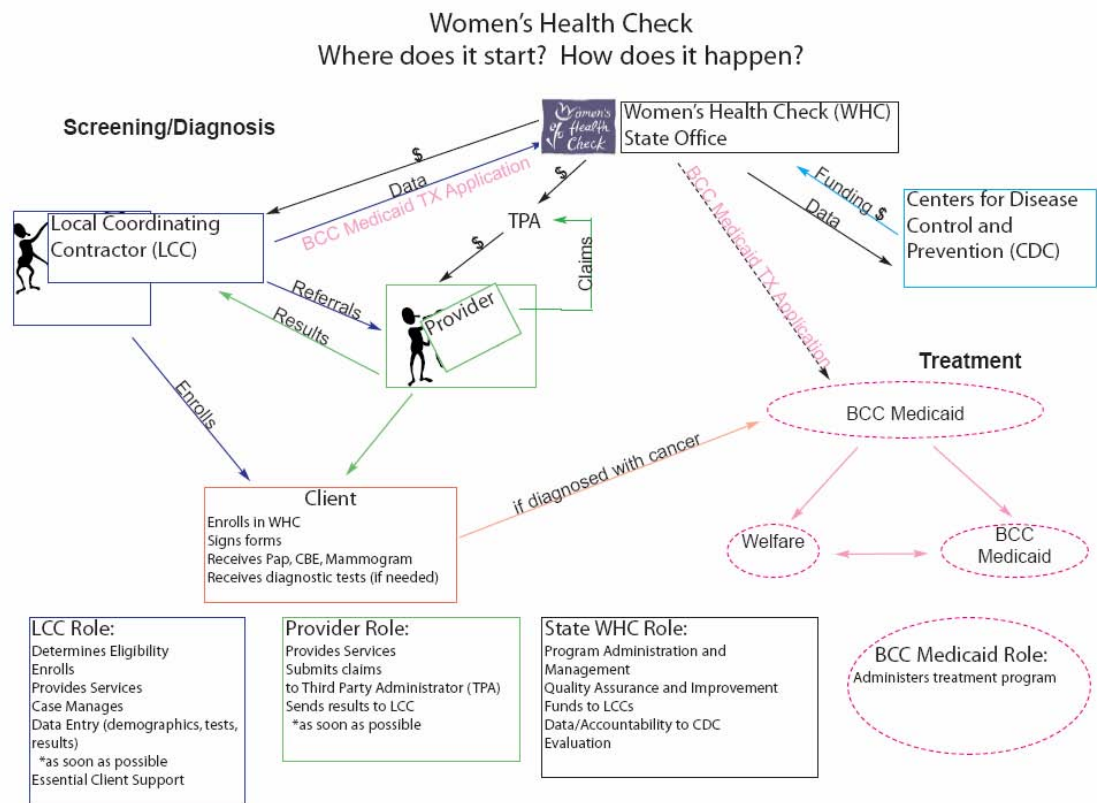 Women's Health Check
Where does it start? How does it happen?
Screening/Diagnosis
Women's
Health
Check
Women's Health Check (WHC)
State Office
$
Data
BCC Medicaid TX Application
$
TPA
$
Claims
BCC Medicaid TX Application
Funding $
Data
Centers for Disease
Control and
Prevention (CDC)
Local Coordinating
Contractor (LCC)
Referrals
Results
Provider
Enrolls
Treatment
BCC Medicaid
if diagnosed with cancer
Welfare
BCC
Medicaid
Client
Enrolls in WHC
Signs forms
Receives Pap, CBE, Mammogram
Receives diagnostic tests (if needed)
LCC Role:
Determines Eligibility
Enrolls
Provides Services
Case Manages
Data Entry (demographics, tests,
results)
*as soon as possible
Essential Client Support
Provider Role:
Provides Services
Submits claims
to Third Party Administrator (TPA)
Sends results to LCC
*as soon as possible
State WHC Role:
Program Administration and
Management
Quality Assurance and Improvement
Funds to LCCs
Data/Accountability to CDC
Evaluation
BCC Medicaid Role:
Administers treatment program